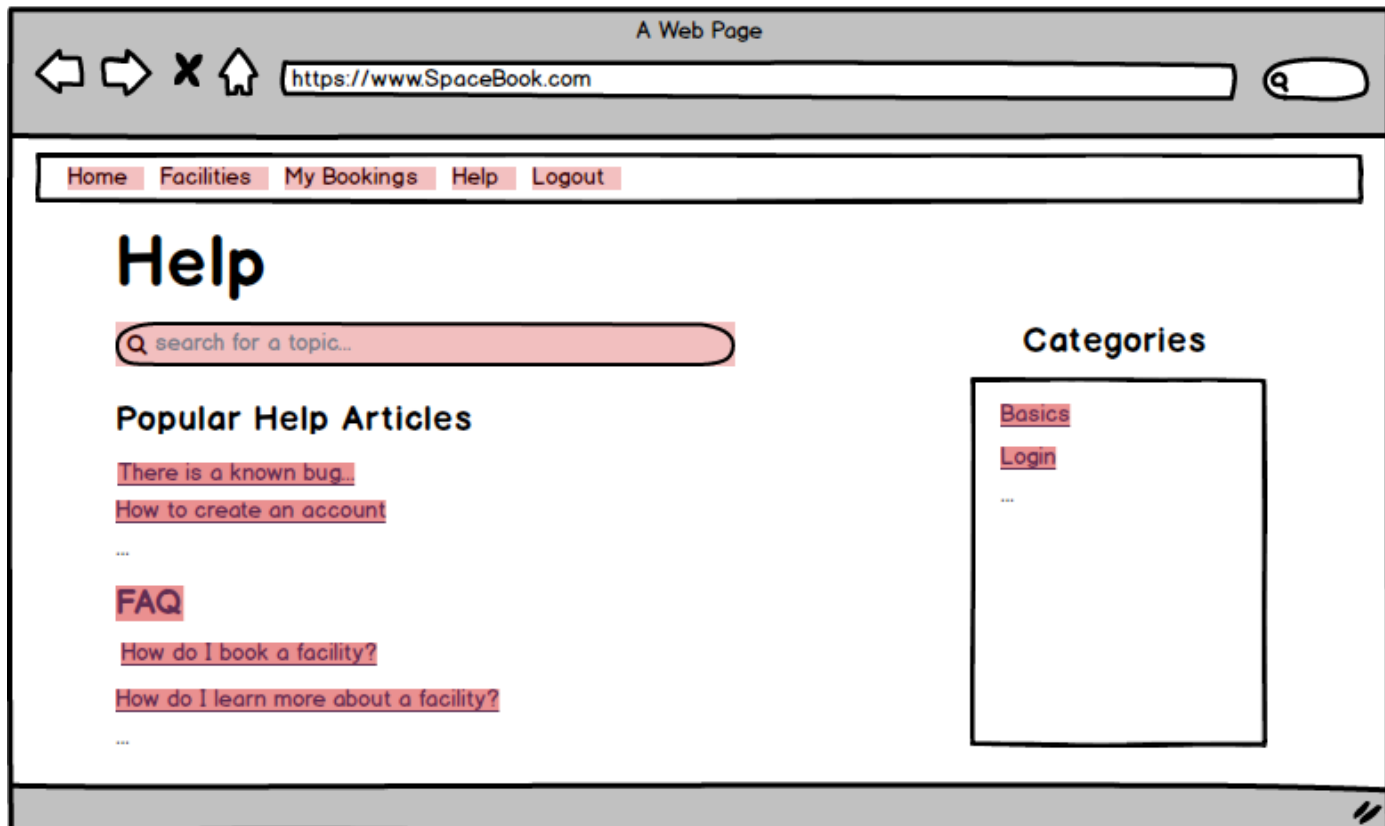 A Web Page
https://www.SpaceBook.com
Home Facilities My Bookings Help Logout
Help
search for a topic...
Popular Help Articles
There is a known bug...
How to create an account
...
FAQ
How do I book a facility?
How do I learn more about a facility?
...
Categories
Basics
Login
...